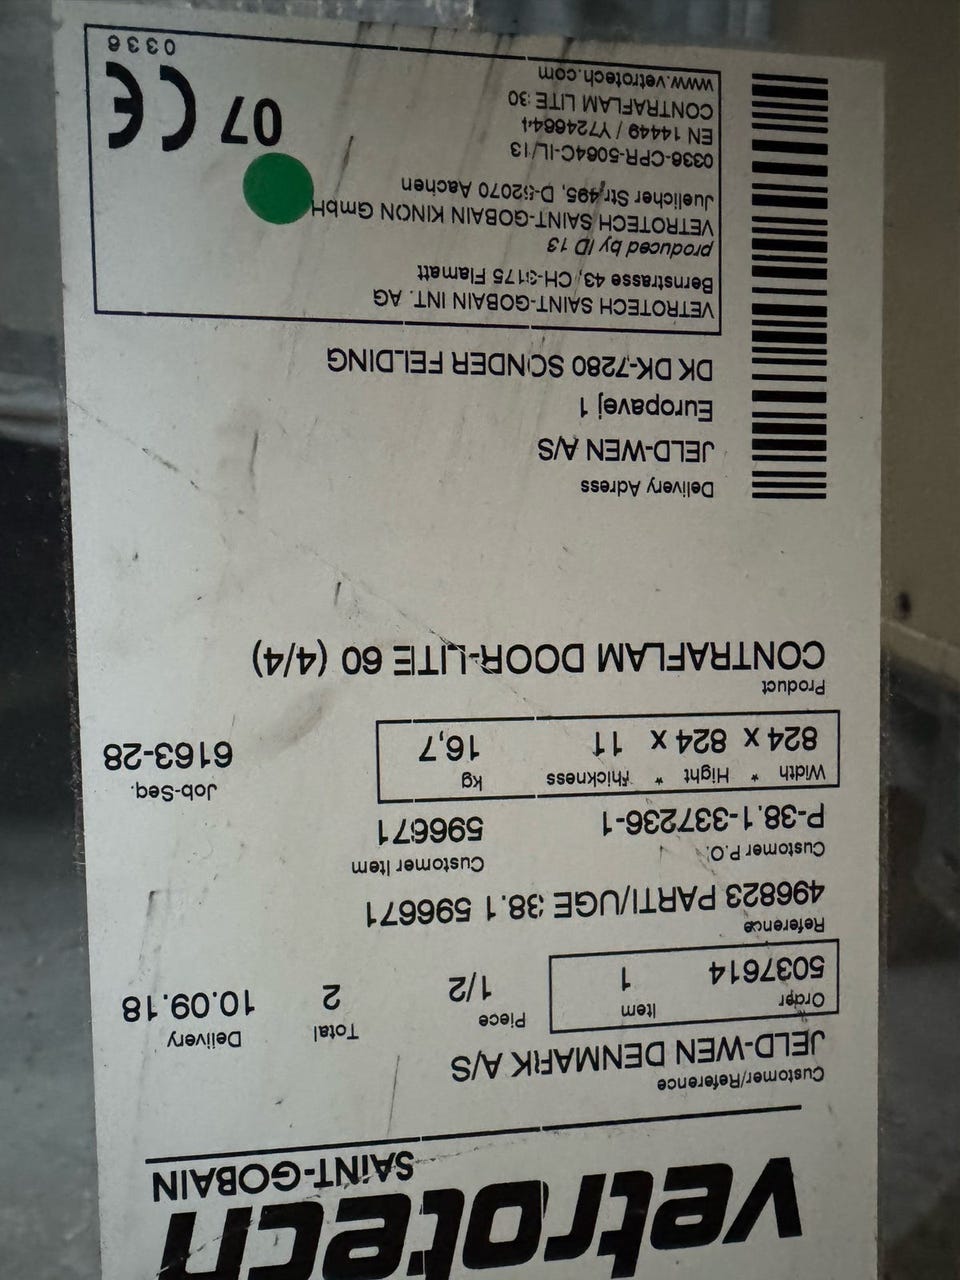 vetrotech
SAINT-GOBAIN
Customer/Reference
JELD-WEN DENMARK A/S
Order Item Piece Total Delivery
5037614 1 1/2 2 10.09.18
Reference
496823 PARTI/UGE 38.1 596671
Customer P.O. Customer Item
P-38.1-337236-1 596671
Width * Hight * Thickness kg Job-Seq.
824 x 824 x 11 16,7 6163-28
Product
CONTRAFLAM DOOR-LITE 60 (4/4)
Delivery Adress
JELD-WEN A/S
Europavej 1
DK DK-7280 SONDER FELDING
VETROTECH SAINT-GOBAIN INT. AG
Bernstrasse 43, CH-3175 Flamatt
produced by ID 13
VETROTECH SAINT-GOBAIN KINON GmbH
Juelicher Str.495, D-52070 Aachen
0336-CPR-5064C-IL/13
EN 14449 / Y724664-1
CONTRAFLAM LITE 30
www.vetrotech.com
07 CE
0336